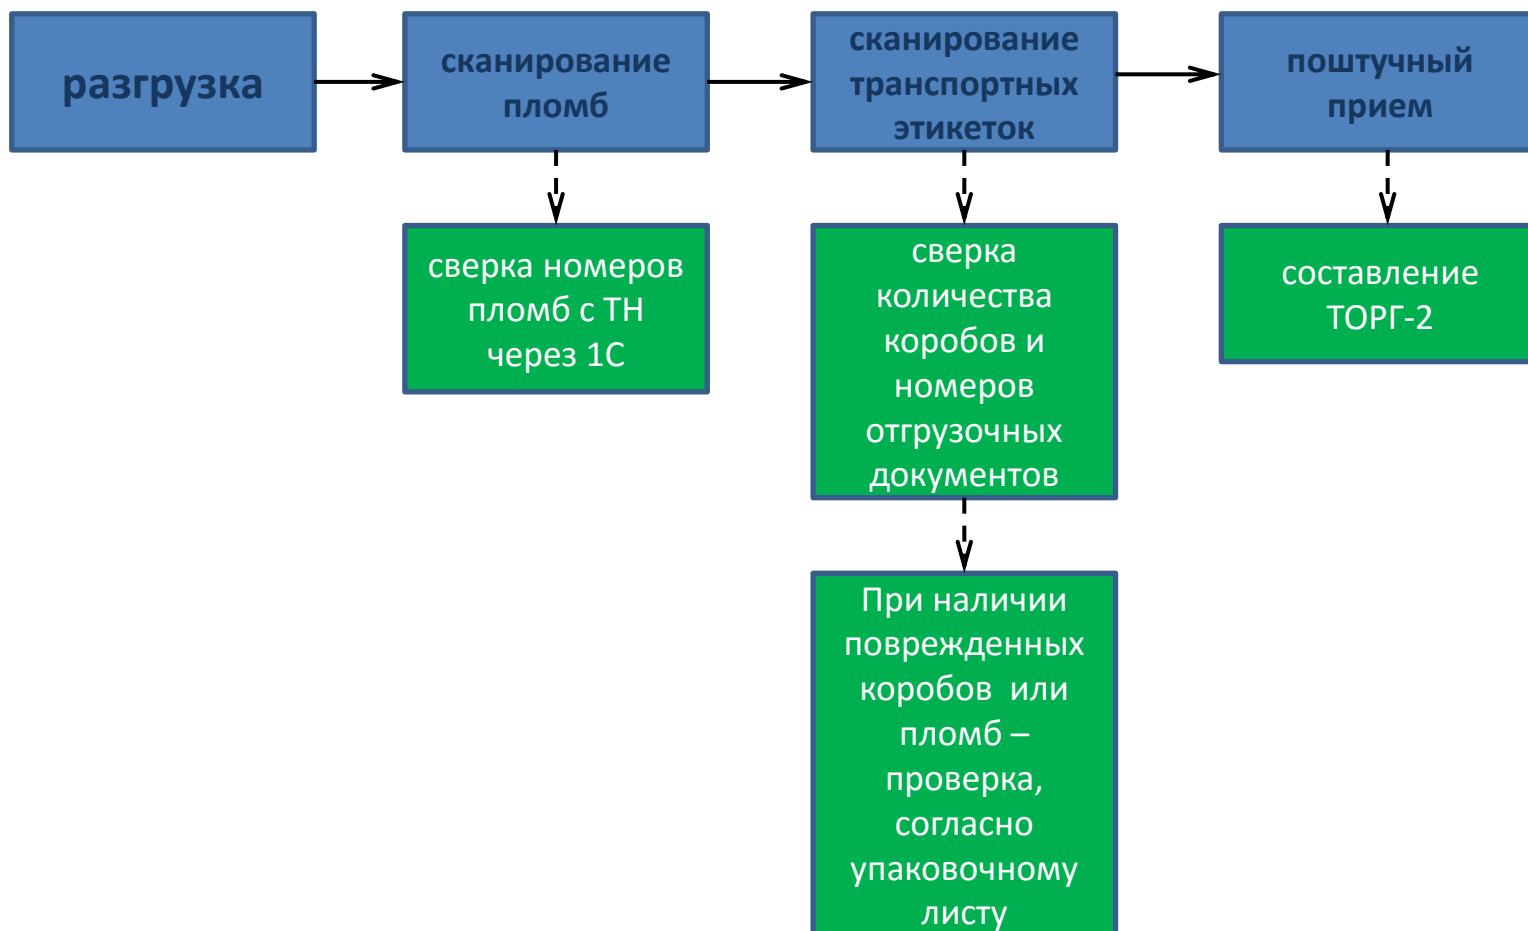 разгрузка
сканирование
пломб
сканирование
транспортных
этикеток
поштучный
прием
сверка номеров
пломб с ТН
через 1С
сверка
количества
коробов и
номеров
отгрузочных
документов
составление
ТОРГ-2
При наличии
поврежденных
коробов  или
пломб –
проверка,
согласно
упаковочному
листу